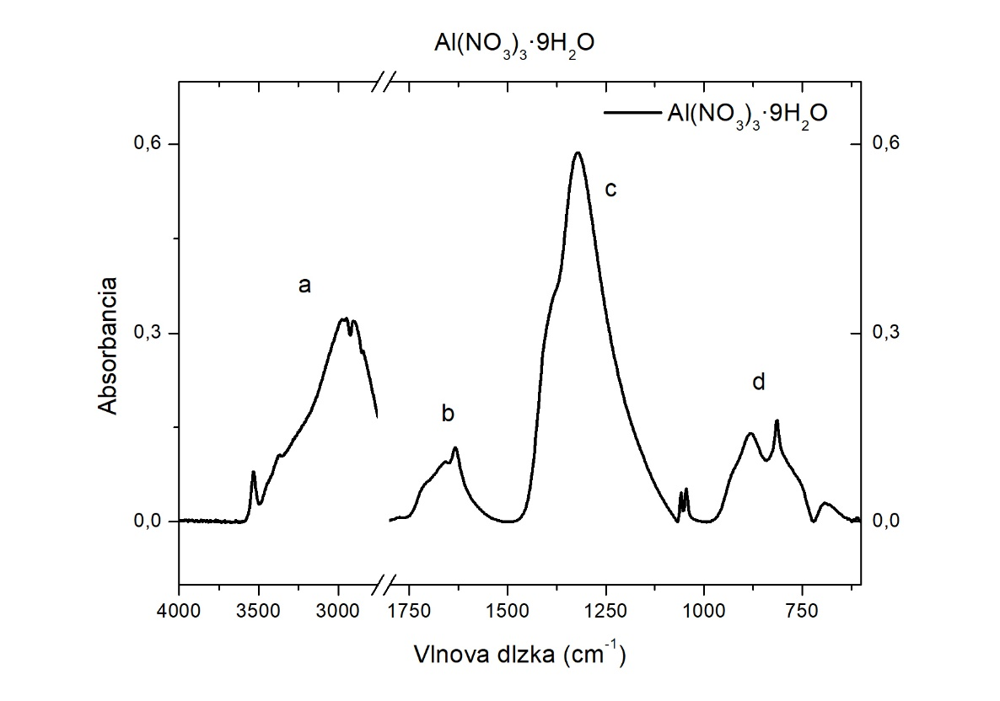 Al(NO3)3·9H2O
Al(NO3)3·9H2O
0,6
0,6
c
a
Absorbancia
0,3
0,3
d
b
0,0
0,0
4000 3500 3000 1750 1500 1250 1000 750
Vlnova dlzka (cm-1)